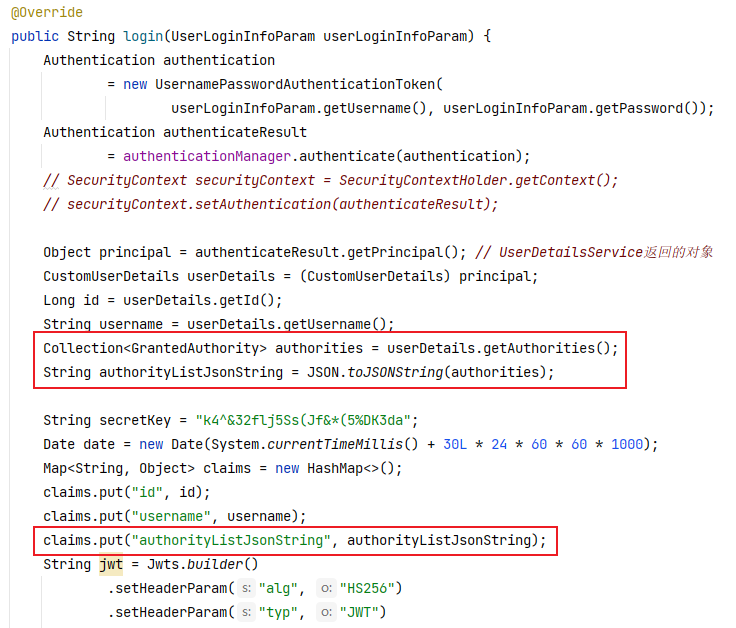 @Override
public String login(UserLoginInfoParam userLoginInfoParam) {
    Authentication authentication
            = new UsernamePasswordAuthenticationToken(
                    userLoginInfoParam.getUsername(), userLoginInfoParam.getPassword());
    Authentication authenticateResult
            = authenticationManager.authenticate(authentication);
    // SecurityContext securityContext = SecurityContextHolder.getContext();
    // securityContext.setAuthentication(authenticateResult);
    Object principal = authenticateResult.getPrincipal(); // UserDetailsService返回的对象
    CustomUserDetails userDetails = (CustomUserDetails) principal;
    Long id = userDetails.getId();
    String username = userDetails.getUsername();
    Collection<GrantedAuthority> authorities = userDetails.getAuthorities();
    String authorityListJsonString = JSON.toJSONString(authorities);
    String secretKey = "k4^&32flj5Ss(Jf&*(5%DK3da";
    Date date = new Date(System.currentTimeMillis() + 30L * 24 * 60 * 60 * 1000);
    Map<String, Object> claims = new HashMap<>();
    claims.put("id", id);
    claims.put("username", username);
    claims.put("authorityListJsonString", authorityListJsonString);
    String jwt = Jwts.builder()
            .setHeaderParam( s: "alg", o: "HS256")
            .setHeaderParam( s: "typ", o: "JWT")